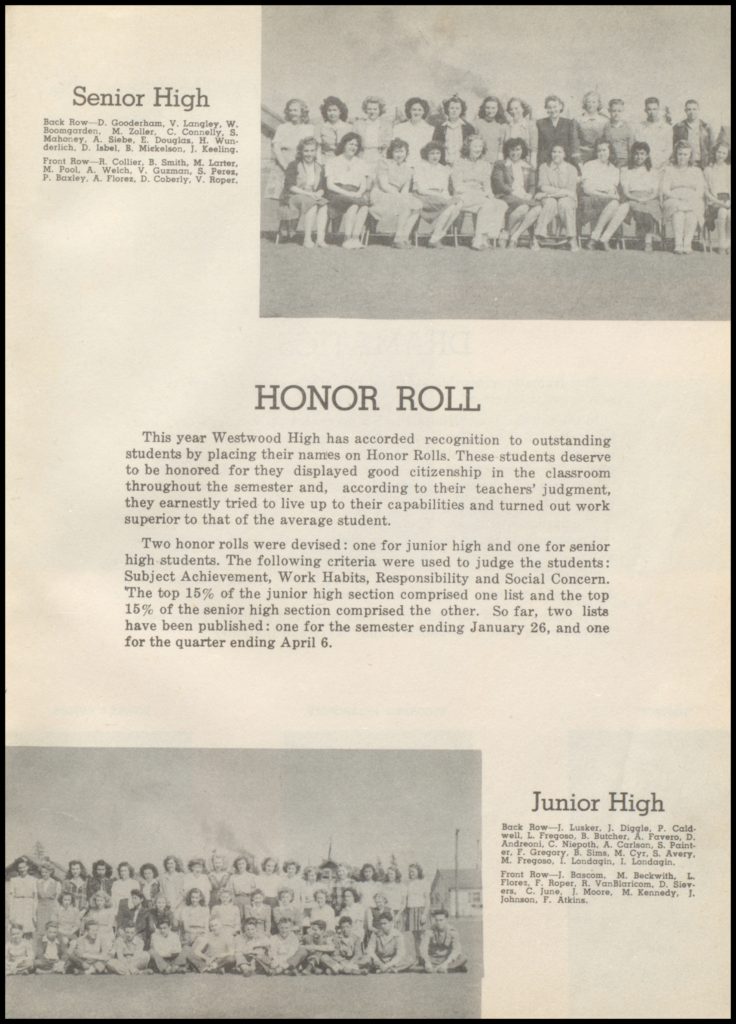 Senior High
Back Row—D. Gooderham, V. Langley, W.
Boomgarden, M. Zoller, C. Connelly, S.
Mahoney, A. Siebe, E. Douglas, H. Wun-
derlich, D. Isbel, B. Mickelson, J. Keeling.
Front Row—R. Collier, B. Smith, M. Larter,
M. Pool, A. Welch, V. Guzman, S. Perez,
P. Baxley, A. Florez, D. Coberly, V. Roper.
HONOR ROLL
This year Westwood High has accorded recognition to outstanding
students by placing their names on Honor Rolls. These students deserve
to be honored for they displayed good citizenship in the classroom
throughout the semester and, according to their teachers' judgment,
they earnestly tried to live up to their capabilities and turned out work
superior to that of the average student.
Two honor rolls were devised: one for junior high and one for senior
high students. The following criteria were used to judge the students:
Subject Achievement, Work Habits, Responsibility and Social Concern.
The top 15% of the junior high section comprised one list and the top
15% of the senior high section comprised the other. So far, two lists
have been published: one for the semester ending January 26, and one
for the quarter ending April 6.
Junior High
Back Row—J. Lusker, J. Diggle, P. Cald-
well, L. Fregoso, B. Butcher, A. Favero, D.
Andreoni, C. Niepoth, A. Carlson, S. Paint-
er, F. Gregory, B. Sims, M. Cyr, S. Avery,
M. Fregoso, I. Londagin, I. Londagin.
Front Row—J. Bascom, M. Beckwith, L.
Florez, F. Roper, R. VanBlaricom, D. Siev-
ers, C. June, J. Moore, M. Kennedy, J.
Johnson, F. Atkins.